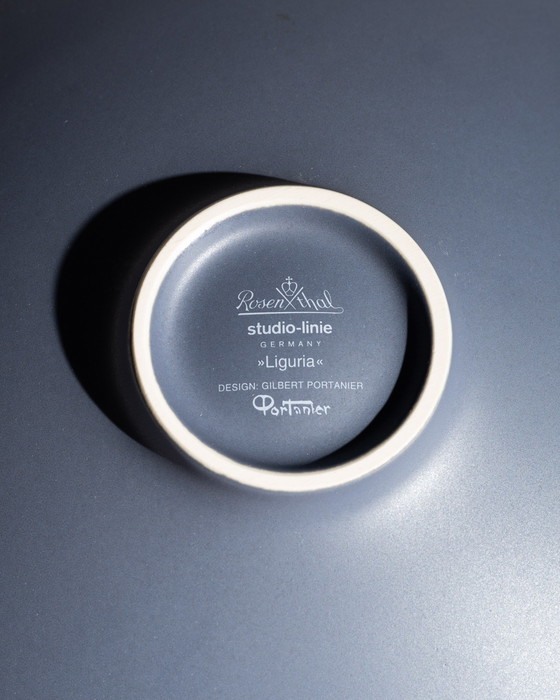 Rosenthal
studio-linie
GERMANY
»Liguria«
DESIGN: GILBERT PORTANIER
Portanier